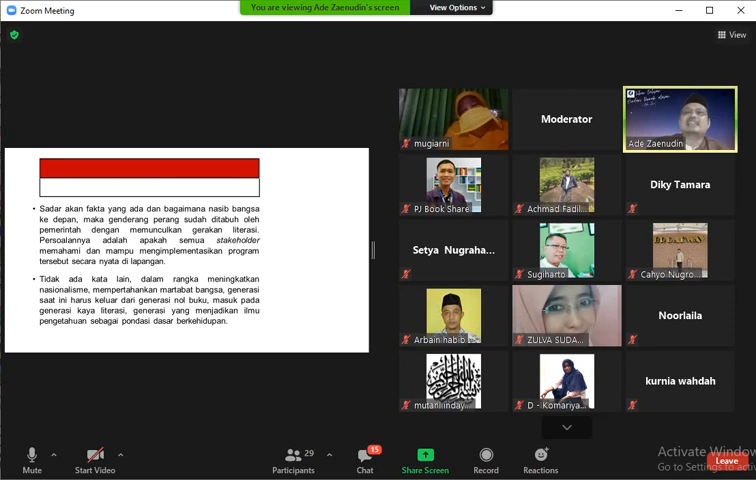 Zoom Meeting
You are viewing Ade Zaenudin's screen
View Options
View
mugiarni
Moderator
Ade Zaenudin
PJ Book Share
Achmad Fadil...
Diky Tamara
Setya Nugraha...
Sugiharto
Cahyo Nugro...
Arbain habib
ZULVA SUDA...
Noorlaila
D - Komariya...
kurnia wahdah
• Sadar akan fakta yang ada dan bagaimana nasib bangsa
ke depan, maka genderang perang sudah ditabuh oleh
pemerintah dengan memunculkan gerakan literasi.
Persoalannya adalah apakah semua stakeholder
memahami dan mampu mengimplementasikan program
tersebut secara nyata di lapangan.
• Tidak ada kata lain, dalam rangka meningkatkan
nasionalisme, mempertahankan martabat bangsa, generasi
saat ini harus keluar dari generasi nol buku, masuk pada
generasi kaya literasi, generasi yang menjadikan ilmu
pengetahuan sebagai pondasi dasar berkehidupan.
Mute
Start Video
29
Participants
15
Chat
Share Screen
Record
Reactions
Leave
Activate Window
Go to Settings to acti